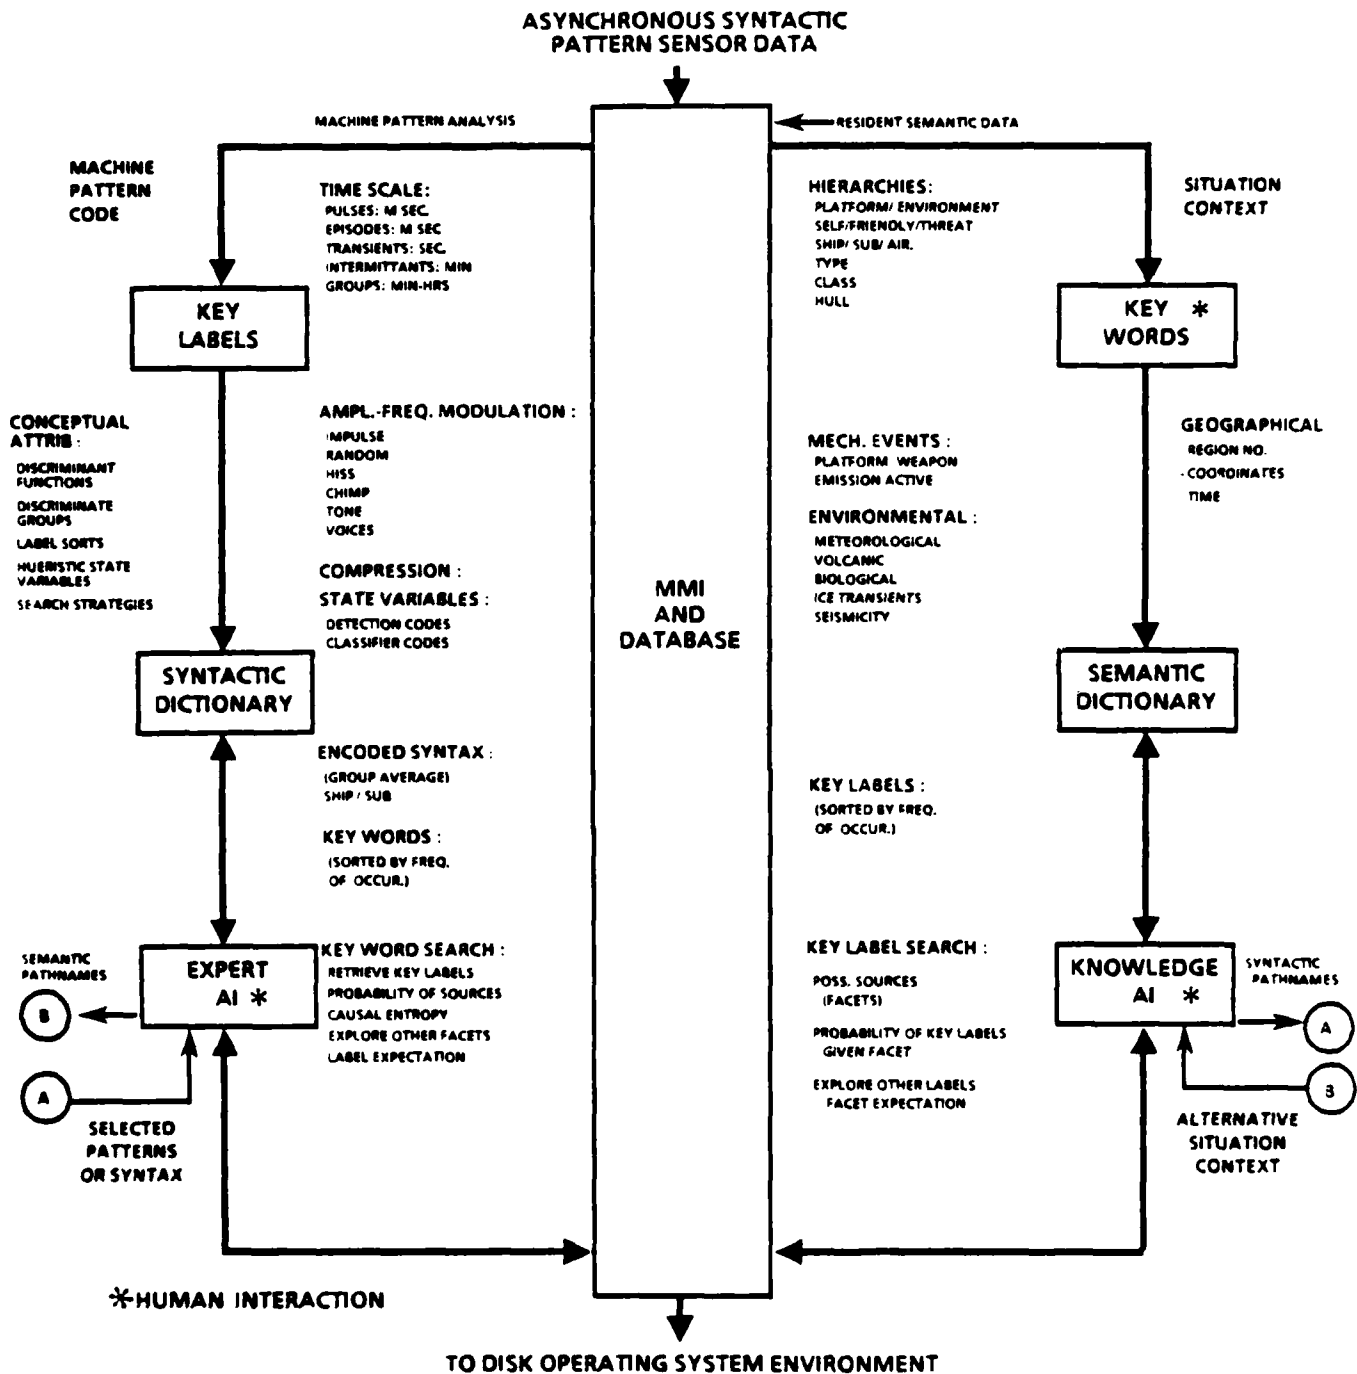 ASYNCHRONOUS SYNTACTIC
PATTERN SENSOR DATA
MACHINE PATTERN ANALYSIS
RESIDENT SEMANTIC DATA
MACHINE
PATTERN
CODE
TIME SCALE:
PULSES: M SEC.
EPISODES: M SEC
TRANSIENTS: SEC.
INTERMITTANTS: MIN
GROUPS: MIN-HRS
HIERARCHIES:
PLATFORM/ ENVIRONMENT
SELF/FRIENDLY/THREAT
SHIP/ SUB/ AIR.
TYPE
CLASS
HULL
SITUATION
CONTEXT
KEY
LABELS
KEY *
WORDS
CONCEPTUAL
ATTRIB :
DISCRIMINANT
FUNCTIONS
DISCRIMINATE
GROUPS
LABEL SORTS
HUERISTIC STATE
VARIABLES
SEARCH STRATEGIES
AMPL.-FREQ. MODULATION :
IMPULSE
RANDOM
HISS
CHIMP
TONE
VOICES
COMPRESSION :
STATE VARIABLES :
DETECTION CODES
CLASSIFIER CODES
MMI
AND
DATABASE
MECH. EVENTS :
PLATFORM WEAPON
EMISSION ACTIVE
ENVIRONMENTAL :
METEOROLOGICAL
VOLCANIC
BIOLOGICAL
ICE TRANSIENTS
SEISMICITY
GEOGRAPHICAL
REGION NO.
- COORDINATES
TIME
SYNTACTIC
DICTIONARY
SEMANTIC
DICTIONARY
ENCODED SYNTAX :
(GROUP AVERAGE)
SHIP / SUB
KEY WORDS :
(SORTED BY FREQ.
OF OCCUR.)
KEY LABELS :
(SORTED BY FREQ.
OF OCCUR.)
SEMANTIC
PATHNAMES
B
A
EXPERT
AI *
KEY WORD SEARCH :
RETRIEVE KEY LABELS
PROBABILITY OF SOURCES
CAUSAL ENTROPY
EXPLORE OTHER FACETS
LABEL EXPECTATION
SELECTED
PATTERNS
OR SYNTAX
KEY LABEL SEARCH :
POSS. SOURCES
(FACETS)
PROBABILITY OF KEY LABELS
GIVEN FACET
EXPLORE OTHER LABELS
FACET EXPECTATION
KNOWLEDGE
AI *
SYNTACTIC
PATHNAMES
A
B
ALTERNATIVE
SITUATION
CONTEXT
*HUMAN INTERACTION
TO DISK OPERATING SYSTEM ENVIRONMENT